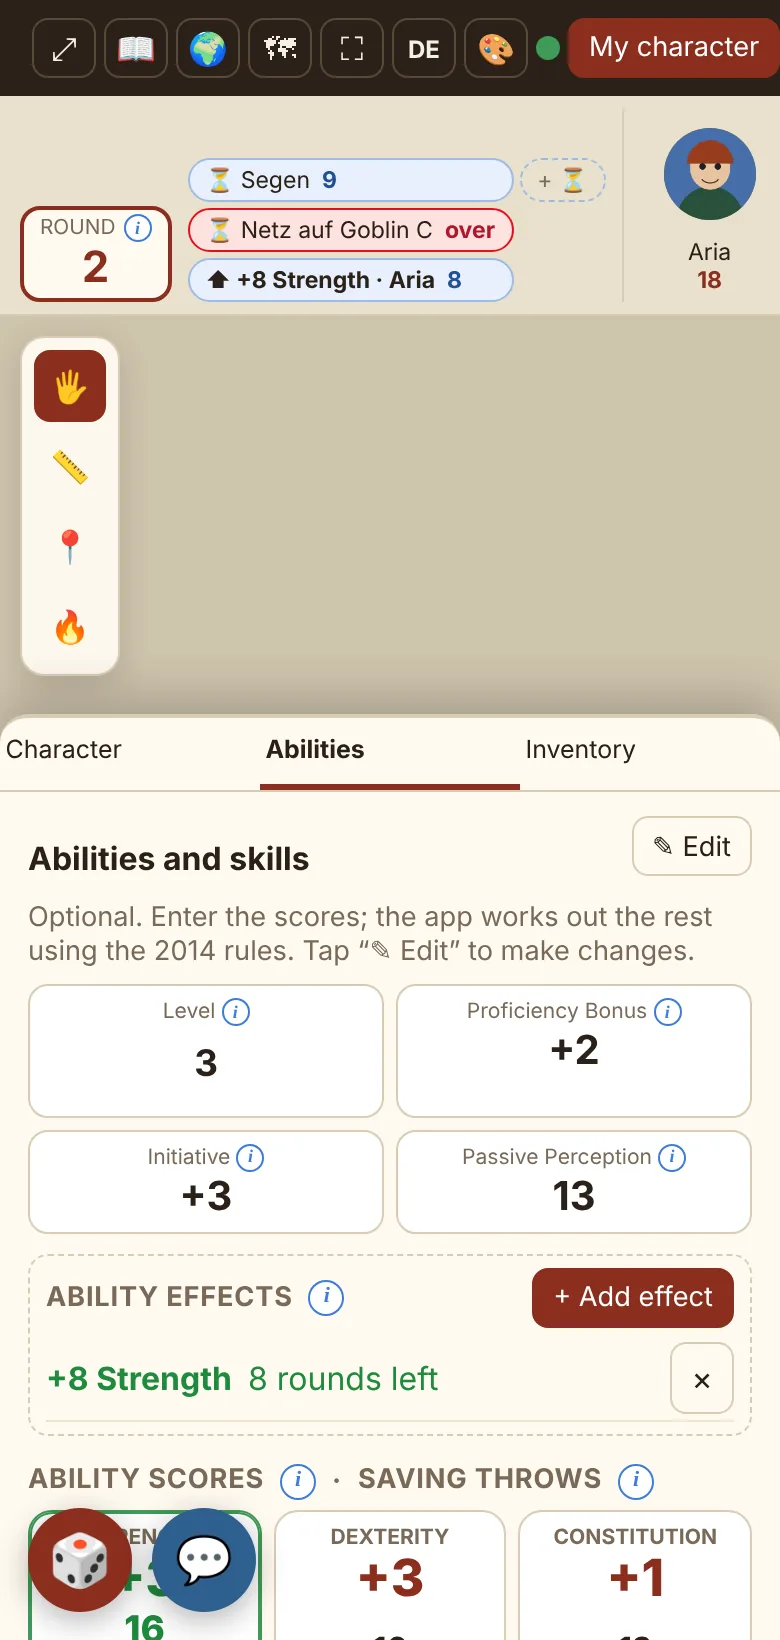 DE
My character
ROUND i
2
Segen 9
+
Netz auf Goblin C over
+8 Strength · Aria 8
Aria
18
Character
Abilities
Inventory
Abilities and skills
✎ Edit
Optional. Enter the scores; the app works out the rest
using the 2014 rules. Tap “✎ Edit” to make changes.
Level i
3
Proficiency Bonus i
+2
Initiative i
+3
Passive Perception i
13
ABILITY EFFECTS i
+ Add effect
+8 Strength 8 rounds left
×
ABILITY SCORES i · SAVING THROWS i
16
DEXTERITY
+3
CONSTITUTION
+1